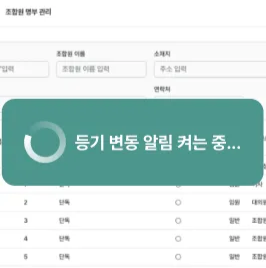 조합원 명부 관리
조합원 이름
소재지
입력
조합원 이름 입력
주소 입력
연락처
등기 변동 알림 켜는 중...
1
2 단독 임원 대의원
3 단독 일반 조합원
4 단독 일반 조합원
5 단독 일반 조합원